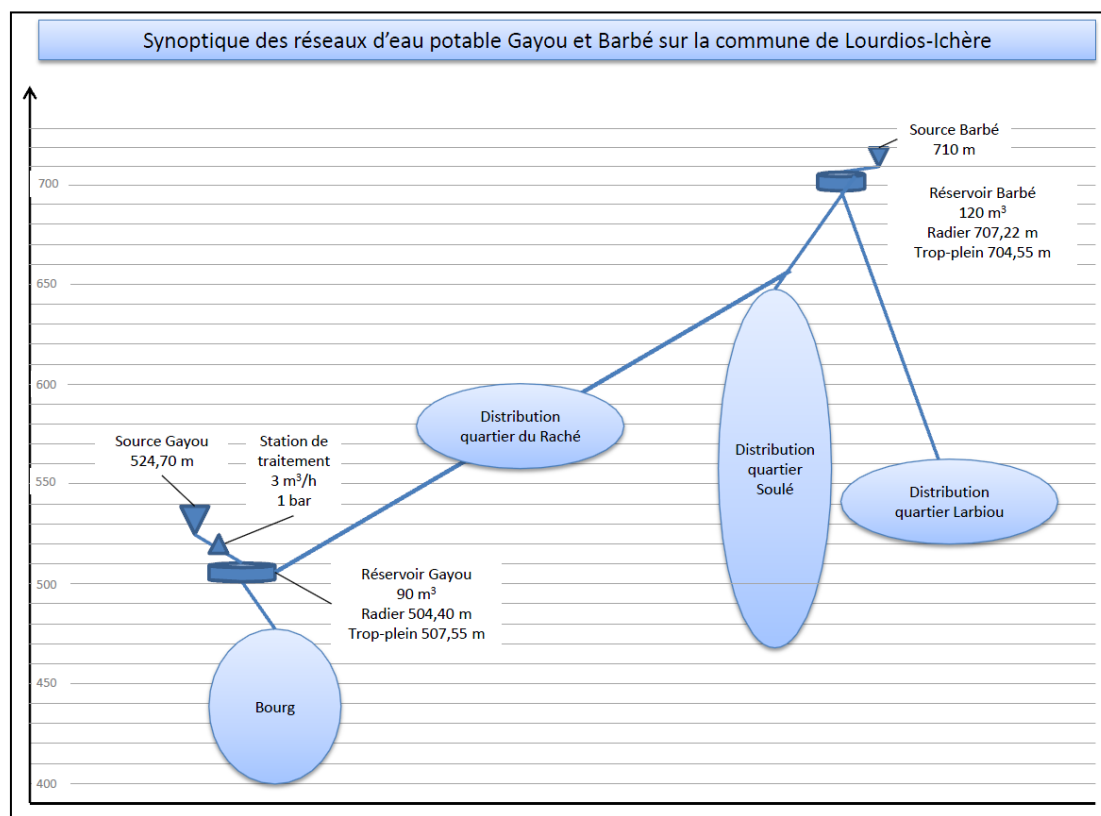 Synoptique des réseaux d'eau potable Gayou et Barbé sur la commune de Lourdios-Ichère
Source Barbé
710 m
700
Réservoir Barbé
120 m³
Radier 707,22 m
Trop-plein 704,55 m
650
600
Distribution
quartier du Raché
Source Gayou
524,70 m
Station de
traitement
3 m³/h
1 bar
Distribution
quartier
Soulé
550
Distribution
quartier Larbiou
500
Réservoir Gayou
90 m³
Radier 504,40 m
Trop-plein 507,55 m
450
Bourg
400